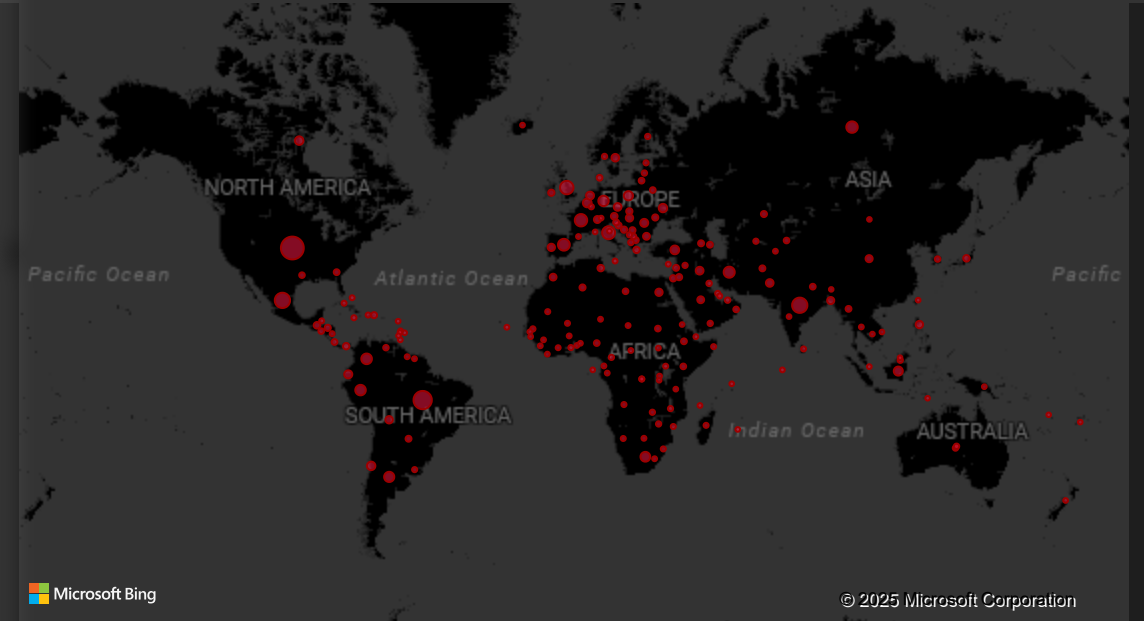 ASIA
NORTH AMERICA
EUROPE
Pacific Ocean
Atlantic Ocean
Pacific
AFRICA
SOUTH AMERICA
Indian Ocean
AUSTRALIA
Microsoft Bing
© 2025 Microsoft Corporation